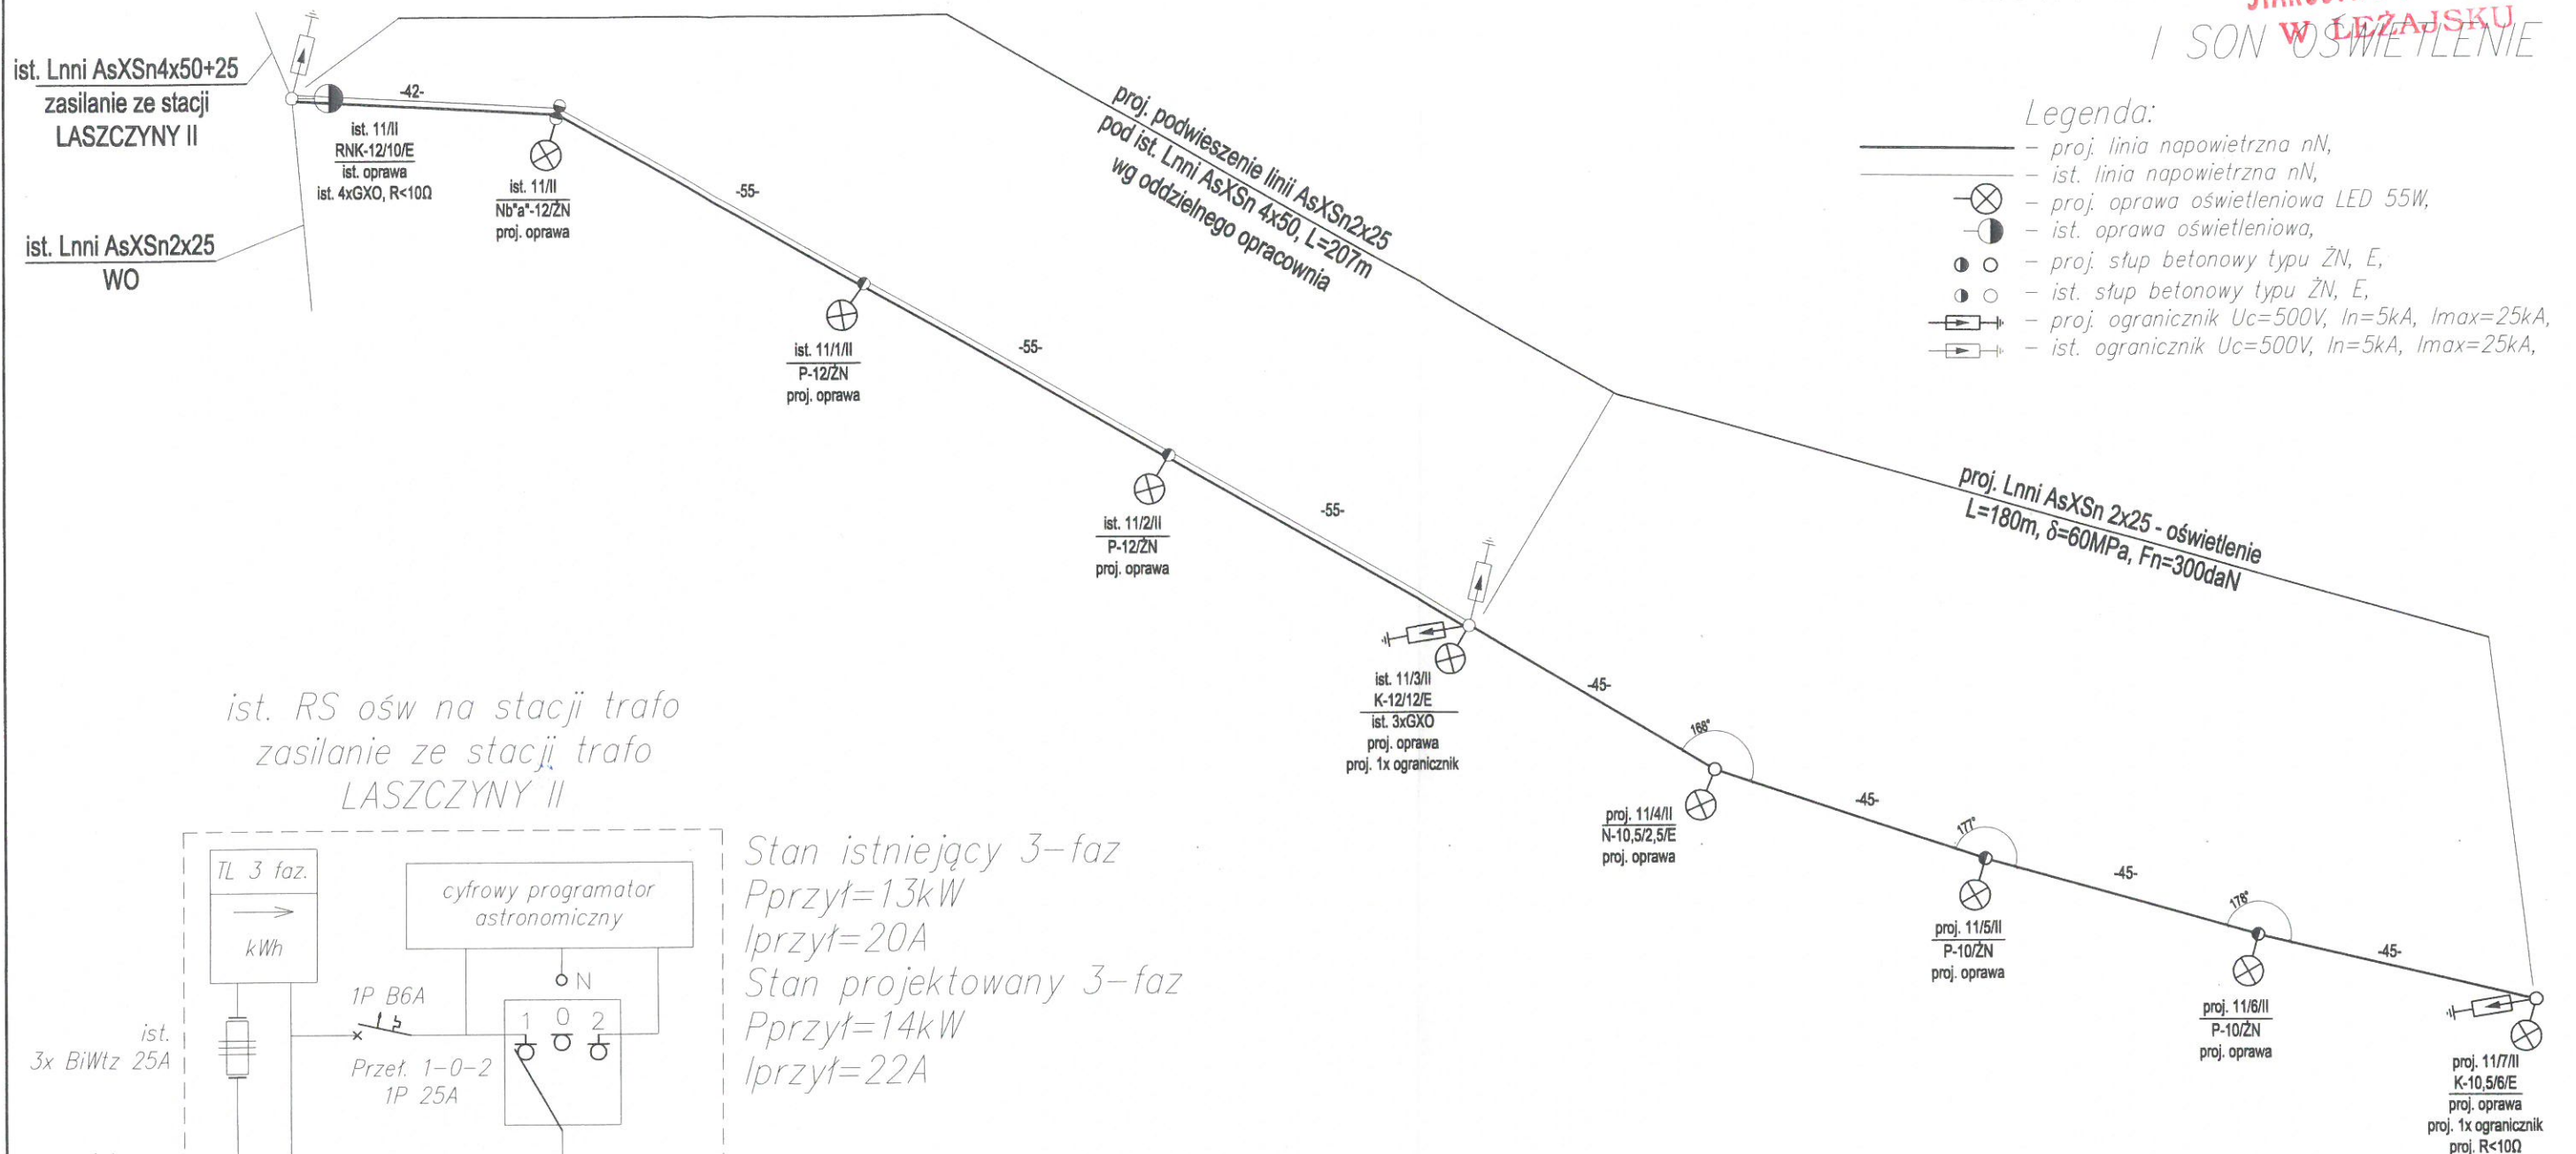 W LEŻAJSKU
I SON OŚWIETLENIE
ist. Lnni AsXSn4x50+25
zasilanie ze stacji
LASZCZYNY II
ist. Lnni AsXSn2x25
WO
-42-
ist. 11/II
RNK-12/10/E
ist. oprawa
ist. 4xGXO, R<10Ω
ist. 11/II
Nb"a"-12/ŻN
proj. oprawa
-55-
ist. 11/1/II
P-12/ŻN
proj. oprawa
-55-
ist. 11/2/II
P-12/ŻN
proj. oprawa
-55-
proj. podwieszenie linii AsXSn2x25
pod ist. Lnni AsXSn 4x50, L=207m
wg oddzielnego opracownia
Legenda:
- proj. linia napowietrzna nN,
- ist. linia napowietrzna nN,
- proj. oprawa oświetleniowa LED 55W,
- ist. oprawa oświetleniowa,
- proj. słup betonowy typu ŻN, E,
- ist. słup betonowy typu ŻN, E,
- proj. ogranicznik Uc=500V, In=5kA, Imax=25kA,
- ist. ogranicznik Uc=500V, In=5kA, Imax=25kA,
proj. Lnni AsXSn 2x25 - oświetlenie
L=180m, δ=60MPa, Fn=300daN
ist. 11/3/II
K-12/12/E
ist. 3xGXO
proj. oprawa
proj. 1x ogranicznik
-45-
168°
proj. 11/4/II
N-10,5/2,5/E
proj. oprawa
-45-
177°
proj. 11/5/II
P-10/ŻN
proj. oprawa
-45-
178°
proj. 11/6/II
P-10/ŻN
proj. oprawa
-45-
proj. 11/7/II
K-10,5/6/E
proj. oprawa
proj. 1x ogranicznik
proj. R<10Ω
ist. RS ośw na stacji trafo
zasilanie ze stacji trafo
LASZCZYNY II
TL 3 faz.
kWh
cyfrowy programator
astronomiczny
N
1P B6A
1 0 2
ist.
3x BiWtz 25A
Przeł. 1-0-2
1P 25A
Stan istniejący 3-faz
Pprzył=13kW
Iprzył=20A
Stan projektowany 3-faz
Pprzył=14kW
Iprzył=22A